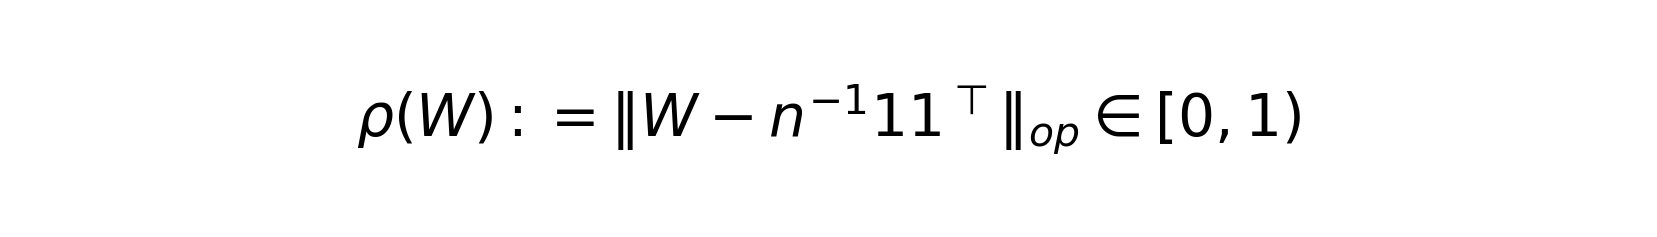 ρ(W) := ‖W − n⁻¹11⊤‖op ∈ [0, 1)